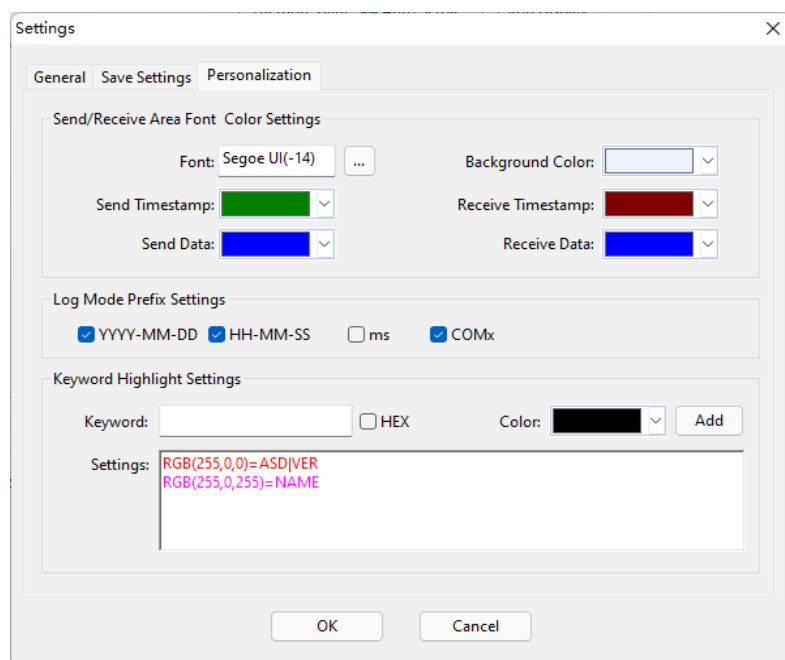 Settings
General Save Settings Personalization
Send/Receive Area Font  Color Settings
Font: Segoe UI(-14) ... Background Color:
Send Timestamp: Receive Timestamp:
Send Data: Receive Data:
Log Mode Prefix Settings
YYYY-MM-DD HH-MM-SS ms COMx
Keyword Highlight Settings
Keyword: HEX Color: Add
Settings: RGB(255,0,0)=ASD|VER
RGB(255,0,255)=NAME
OK Cancel